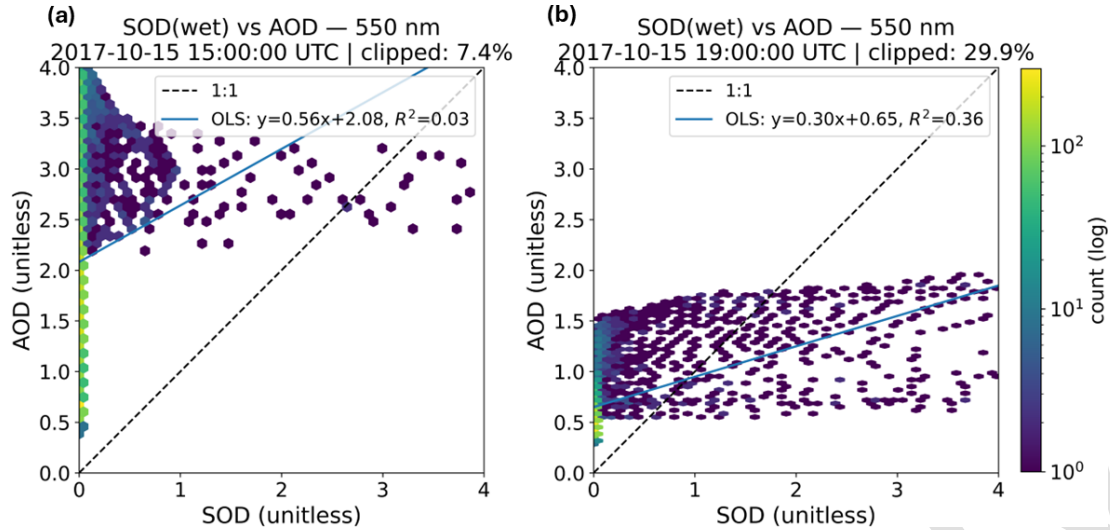 (a)
SOD(wet) vs AOD — 550 nm
2017-10-15 15:00:00 UTC | clipped: 7.4%
4.0
3.5
3.0
2.5
2.0
1.5
1.0
0.5
0.0
AOD (unitless)
1:1
OLS: y=0.56x+2.08, R²=0.03
0 1 2 3 4
SOD (unitless)
(b)
SOD(wet) vs AOD — 550 nm
2017-10-15 19:00:00 UTC | clipped: 29.9%
4.0
3.5
3.0
2.5
2.0
1.5
1.0
0.5
0.0
AOD (unitless)
1:1
OLS: y=0.30x+0.65, R²=0.36
0 1 2 3 4
SOD (unitless)
10²
10¹
10⁰
count (log)